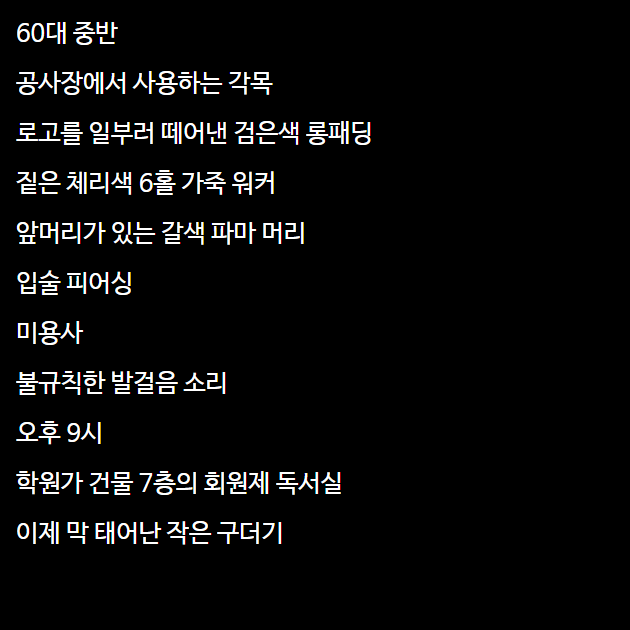 60대 중반
공사장에서 사용하는 각목
로고를 일부러 떼어낸 검은색 롱패딩
짙은 체리색 6홀 가죽 워커
앞머리가 있는 갈색 파마 머리
입술 피어싱
미용사
불규칙한 발걸음 소리
오후 9시
학원가 건물 7층의 회원제 독서실
이제 막 태어난 작은 구더기